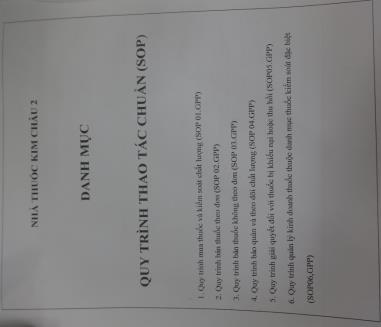 NHÀ THUỐC KIM CHÂU 2
DANH MỤC
QUY TRÌNH THAO TÁC CHUẨN (SOP)
1. Quy trình mua thuốc và kiểm soát chất lượng (SOP 01.GPP)
2. Quy trình bán thuốc theo đơn (SOP 02.GPP)
3. Quy trình bán thuốc không theo đơn (SOP 03.GPP)
4. Quy trình bảo quản và theo dõi chất lượng (SOP 04.GPP)
5. Quy trình giải quyết đối với thuốc bị khiếu nại hoặc thu hồi (SOP05.GPP)
6. Quy trình quản lý kinh doanh thuốc thuộc danh mục thuốc kiểm soát đặc biệt
(SOP06.GPP)